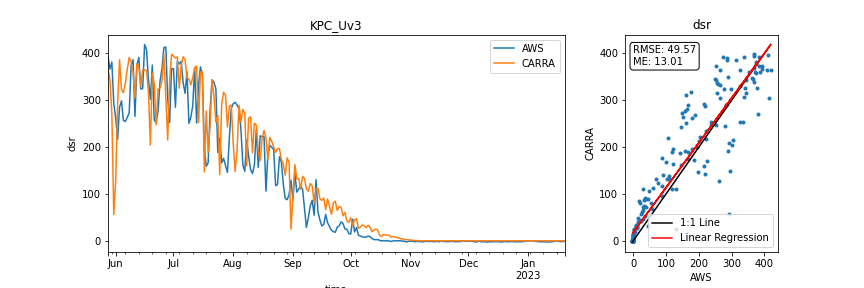 KPC_Uv3
dsr
400
300
200
100
0
dsr
AWS
CARRA
Jun
Jul
Aug
Sep
Oct
Nov
Dec
Jan
2023
dsr
RMSE: 49.57
ME: 13.01
400
300
200
100
0
CARRA
1:1 Line
Linear Regression
0
100
200
300
400
AWS